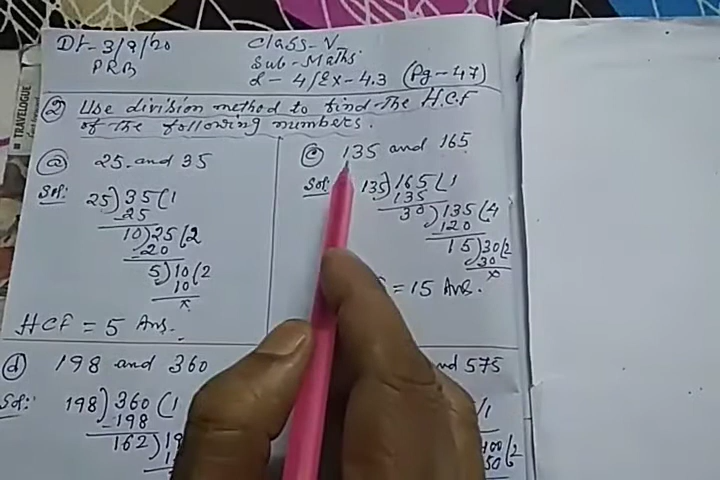 Dt-3/9/20
PRB
Class-V
Sub-Maths
L-4/Ex-4.3 (Pg-47)
② Use division method to find the H.C.F
of the following numbers.
ⓐ 25 and 35
Sol:
25)35(1
-25
10)25(2
-20
5)10(2
10
x
HCF = 5 Ans.
ⓒ 135 and 165
Sol:
135)165(1
135
30)135(4
120
15)30(2
30
x
= 15 Ans.
ⓓ 198 and 360
Sol:
198)360(1
-198
162)
575
TRAVELOGUE